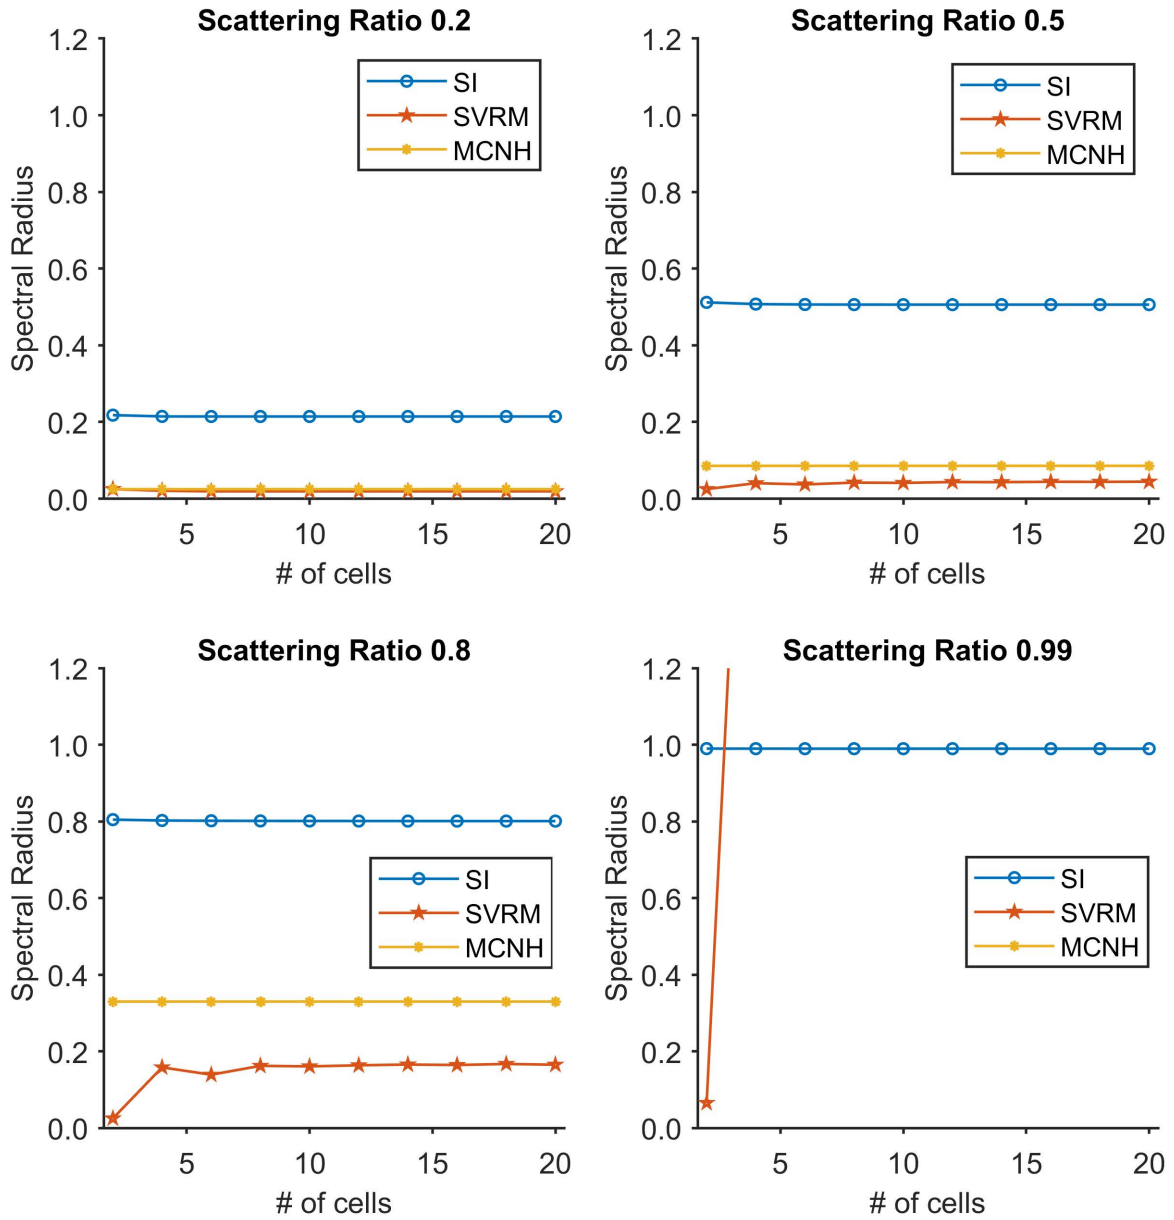 Scattering Ratio 0.2
1.2
1.0
0.8
0.6
0.4
0.2
0.0
Spectral Radius
SI
SVRM
MCNH
5 10 15 20
# of cells
Scattering Ratio 0.5
1.2
1.0
0.8
0.6
0.4
0.2
0.0
Spectral Radius
SI
SVRM
MCNH
5 10 15 20
# of cells
Scattering Ratio 0.8
1.2
1.0
0.8
0.6
0.4
0.2
0.0
Spectral Radius
SI
SVRM
MCNH
5 10 15 20
# of cells
Scattering Ratio 0.99
1.2
1.0
0.8
0.6
0.4
0.2
0.0
Spectral Radius
SI
SVRM
MCNH
5 10 15 20
# of cells